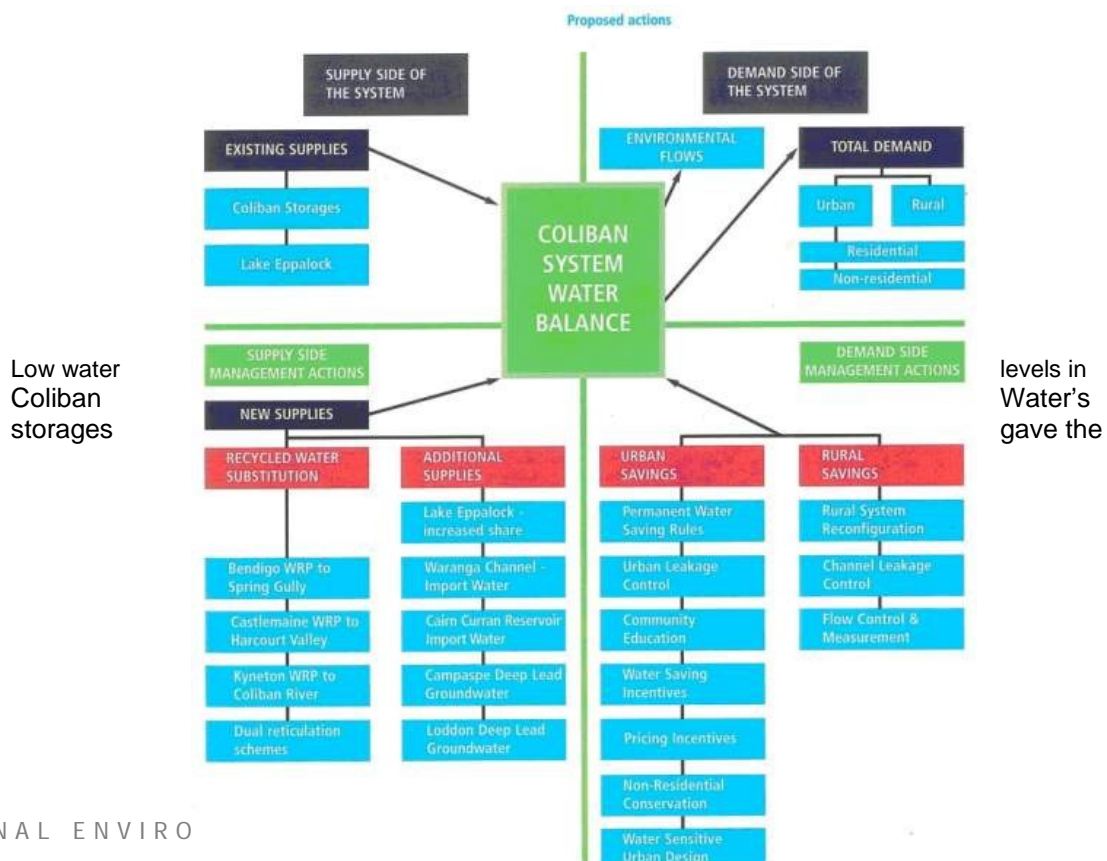 Proposed actions
SUPPLY SIDE OF
THE SYSTEM
DEMAND SIDE OF
THE SYSTEM
EXISTING SUPPLIES
Coliban Storages
Lake Eppalock
ENVIRONMENTAL
FLOWS
TOTAL DEMAND
Urban
Rural
Residential
Non-residential
COLIBAN
SYSTEM
WATER
BALANCE
SUPPLY SIDE
MANAGEMENT ACTIONS
DEMAND SIDE
MANAGEMENT ACTIONS
Low water
Coliban
storages
levels in
Water's
gave the
NEW SUPPLIES
RECYCLED WATER
SUBSTITUTION
Bendigo WRP to
Spring Gully
Castlemaine WRP to
Harcourt Valley
Kyneton WRP to
Coliban River
Dual reticulation
schemes
ADDITIONAL
SUPPLIES
Lake Eppalock -
increased share
Waranga Channel -
Import Water
Cairn Curran Reservoir
Import Water
Campaspe Deep Lead
Groundwater
Loddon Deep Lead
Groundwater
URBAN
SAVINGS
Permanent Water
Saving Rules
Urban Leakage
Control
Community
Education
Water Saving
Incentives
Pricing Incentives
Non-Residential
Conservation
Water Sensitive
Urban Design
RURAL
SAVINGS
Rural System
Reconfiguration
Channel Leakage
Control
Flow Control &
Measurement
NAL ENVIRO